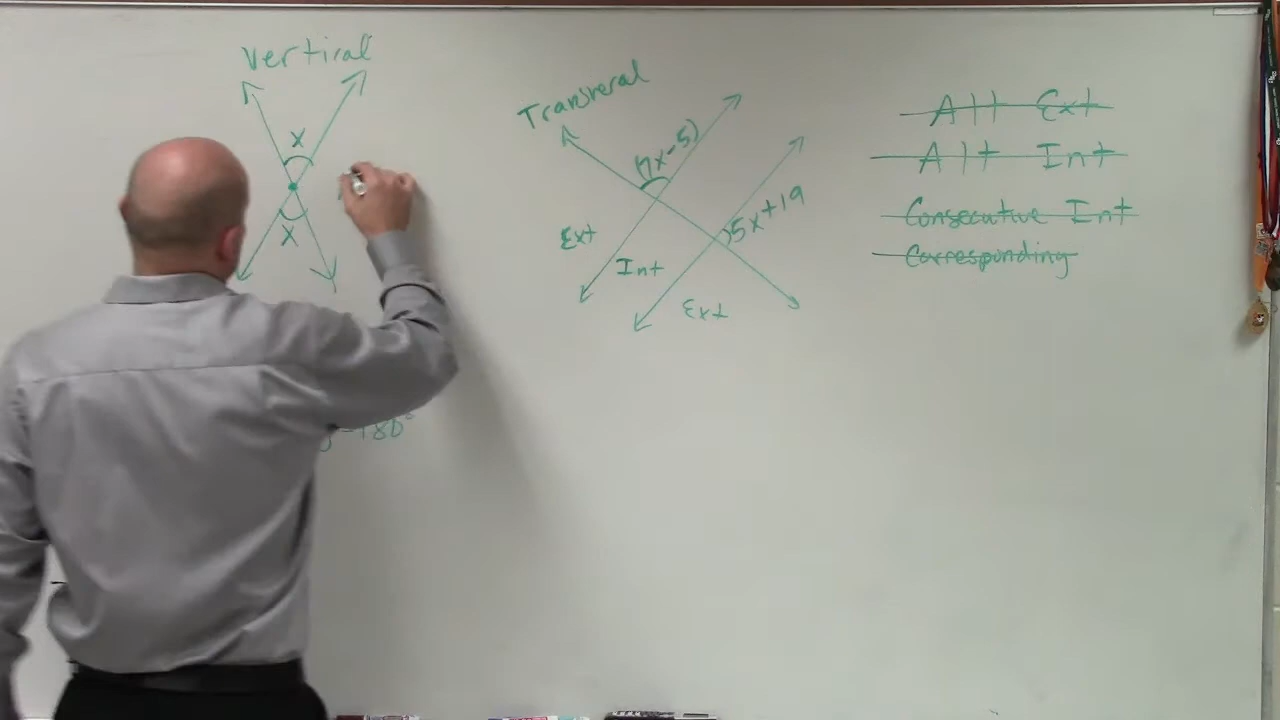 Vertical
x
x
Transveral
(7x-5)
5x+19
Ext
Int
Ext
Alt Ext
Alt Int
Consecutive Int
Corresponding
=180°